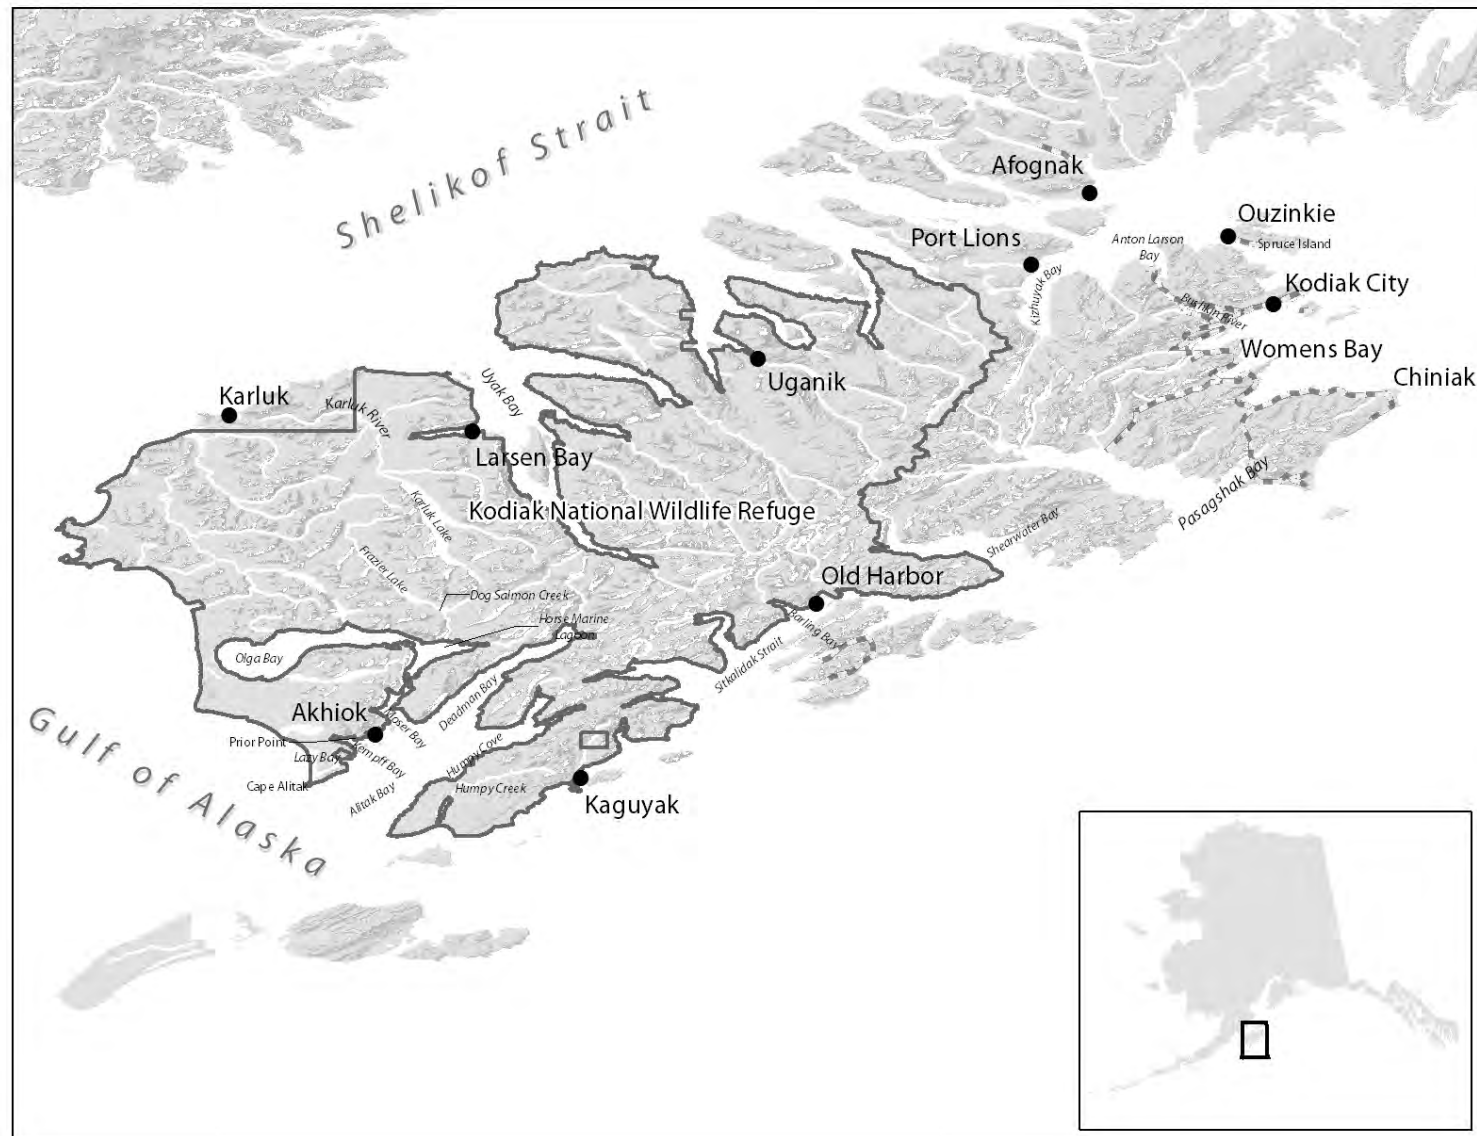 Shelikof Strait
Afognak
Ouzinkie
Spruce Island
Port Lions
Anton Larson
Bay
Kizhuyak Bay
Kodiak City
Bushkin River
Womens Bay
Chiniak
Uganik
Karluk
Karluk River
Uyak Bay
Larsen Bay
Kodiak National Wildlife Refuge
Karluk Lake
Pasagshak Bay
Shearwater Bay
Frazier Lake
Old Harbor
Dog Salmon Creek
Horse Marine
Lagoon
Barling Bay
Olga Bay
Sitkalidak Strait
Deadman Bay
Akhiok
Moser Bay
Prior Point
Kempff Bay
Lazy Bay
Humpy Cove
Cape Alitak
Alitak Bay
Humpy Creek
Kaguyak
Gulf of Alaska